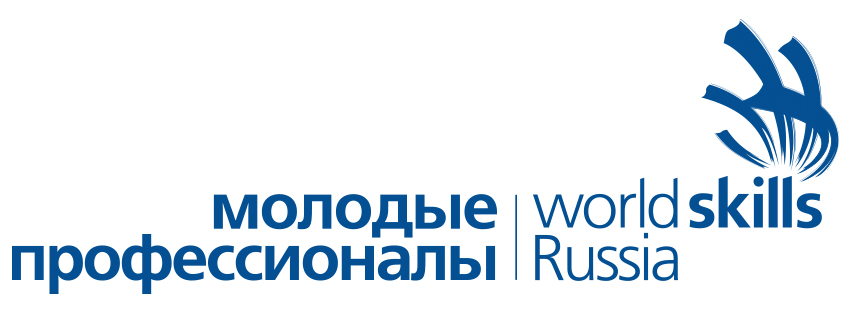 молодые
профессионалы
worldskills
Russia